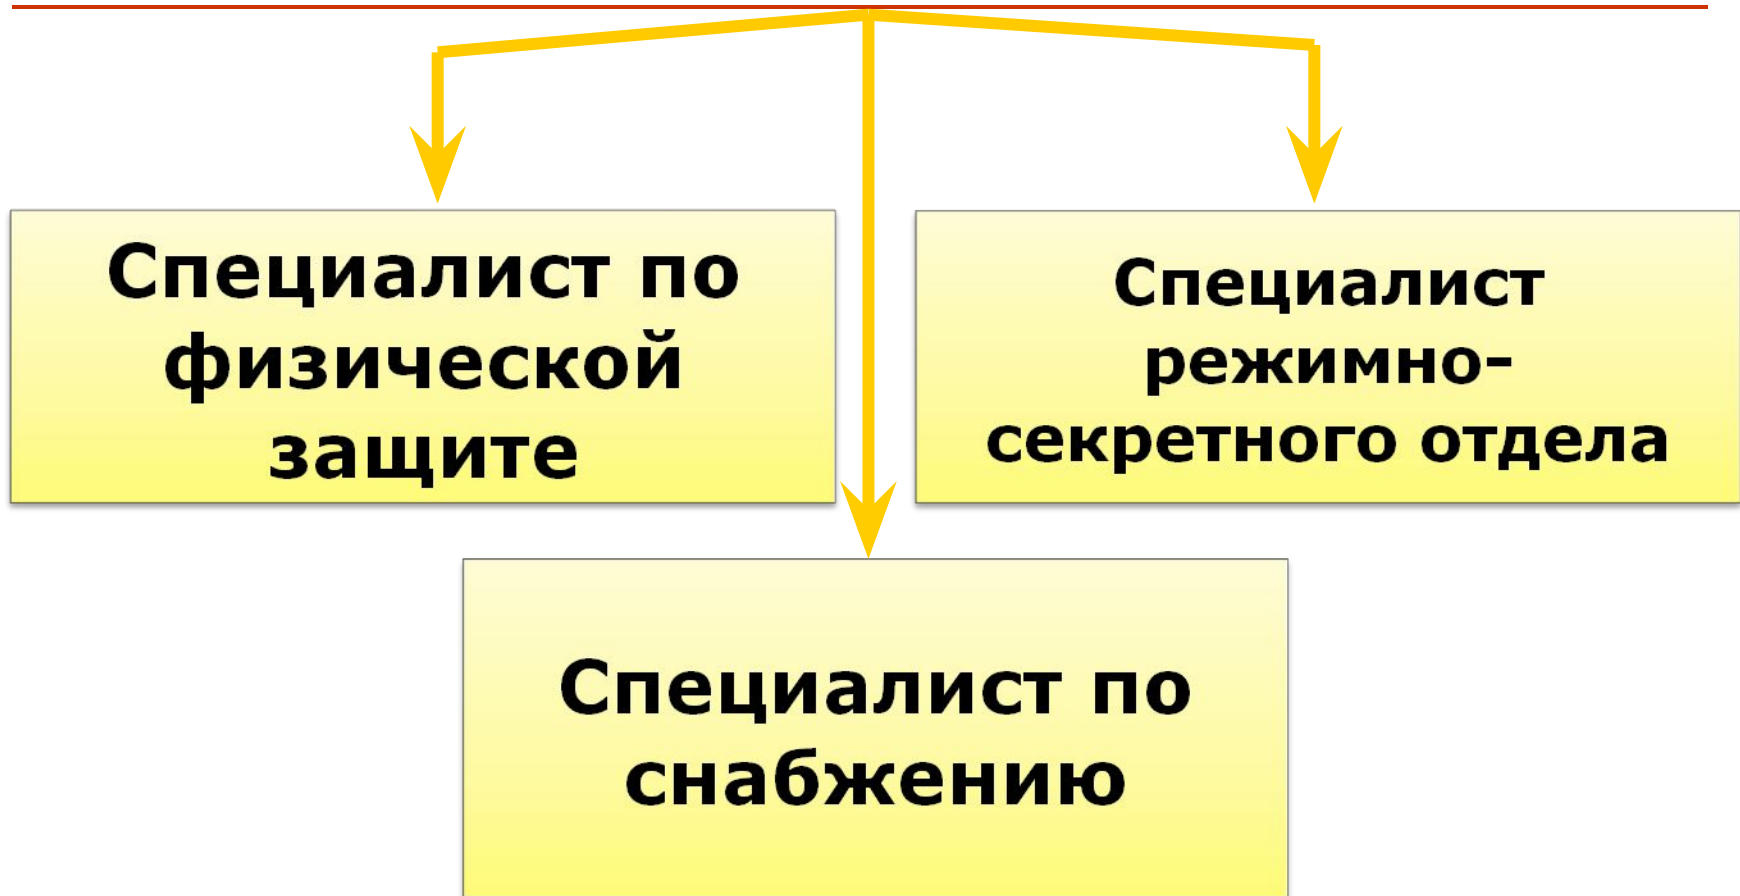 Специалист по
физической
защите
Специалист
режимно-
секретного отдела
Специалист по
снабжению